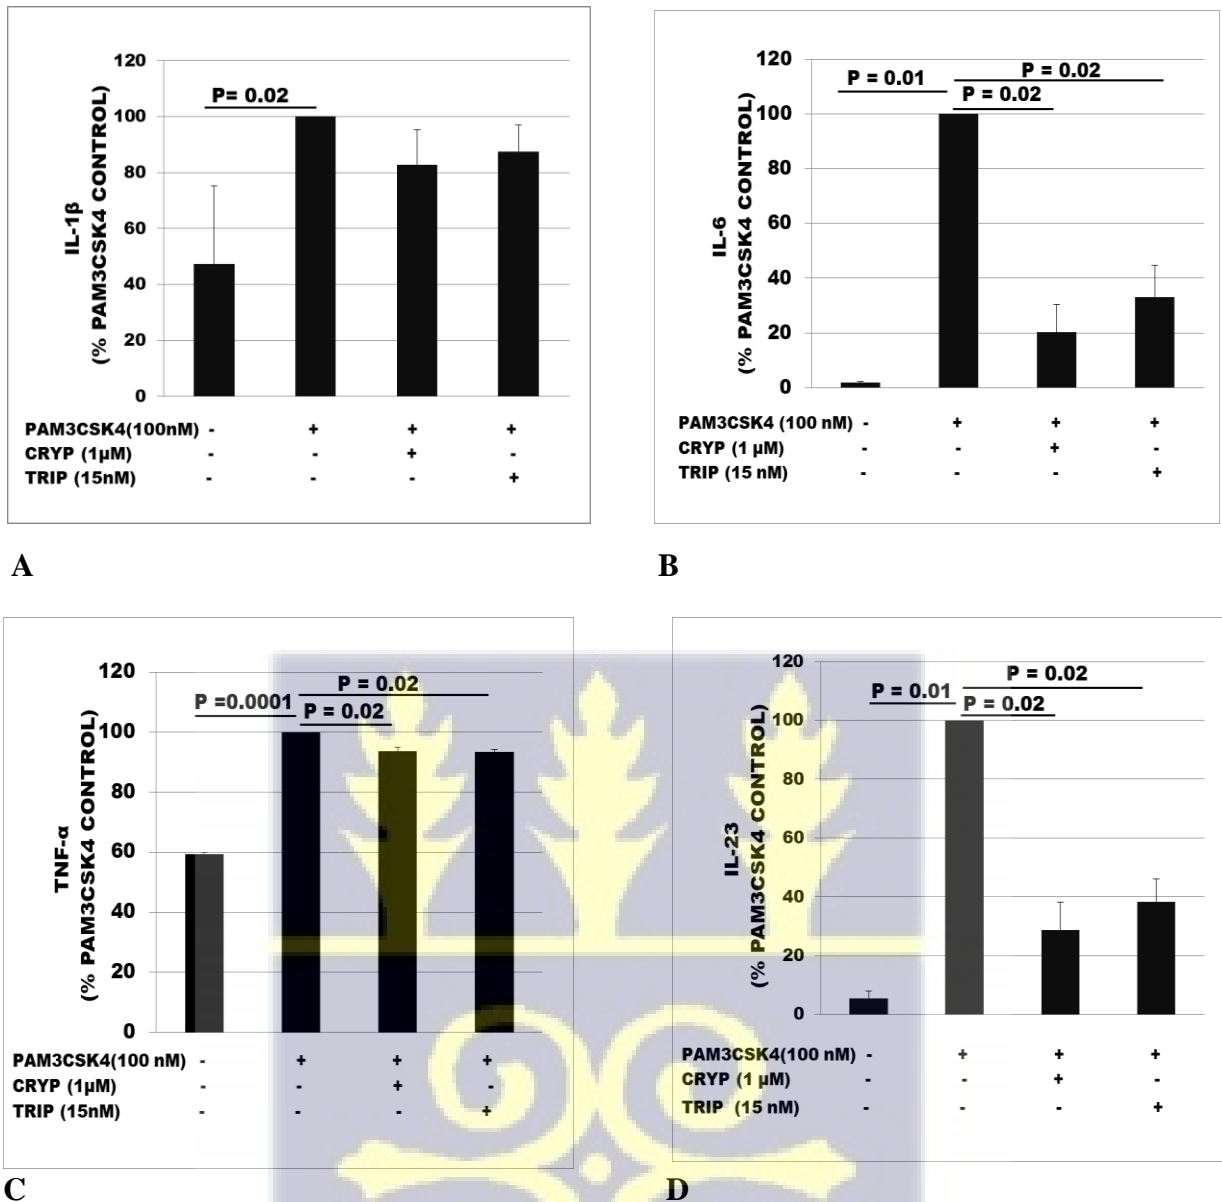 120
100
80
60
40
20
0
IL-1β
(% PAM3CSK4 CONTROL)
P= 0.02
PAM3CSK4(100nM) - + + +
CRYP (1µM) - - + -
TRIP (15nM) - - - +
A
120
100
80
60
40
20
0
IL-6
(% PAM3CSK4 CONTROL)
P = 0.01
P = 0.02
P = 0.02
PAM3CSK4 (100 nM) - + + +
CRYP (1 µM) - - + -
TRIP (15 nM) - - - +
B
120
100
80
60
40
20
0
TNF-α
(% PAM3CSK4 CONTROL)
P = 0.02
P =0.0001
P = 0.02
PAM3CSK4(100 nM) - + + +
CRYP (1µM) - - + -
TRIP (15nM) - - - +
C
120
100
80
60
40
20
0
IL-23
(% PAM3CSK4 CONTROL)
P = 0.02
P = 0.01
P = 0.02
PAM3CSK4(100 nM) - + + +
CRYP (1 µM) - - + -
TRIP (15 nM) - - - +
D